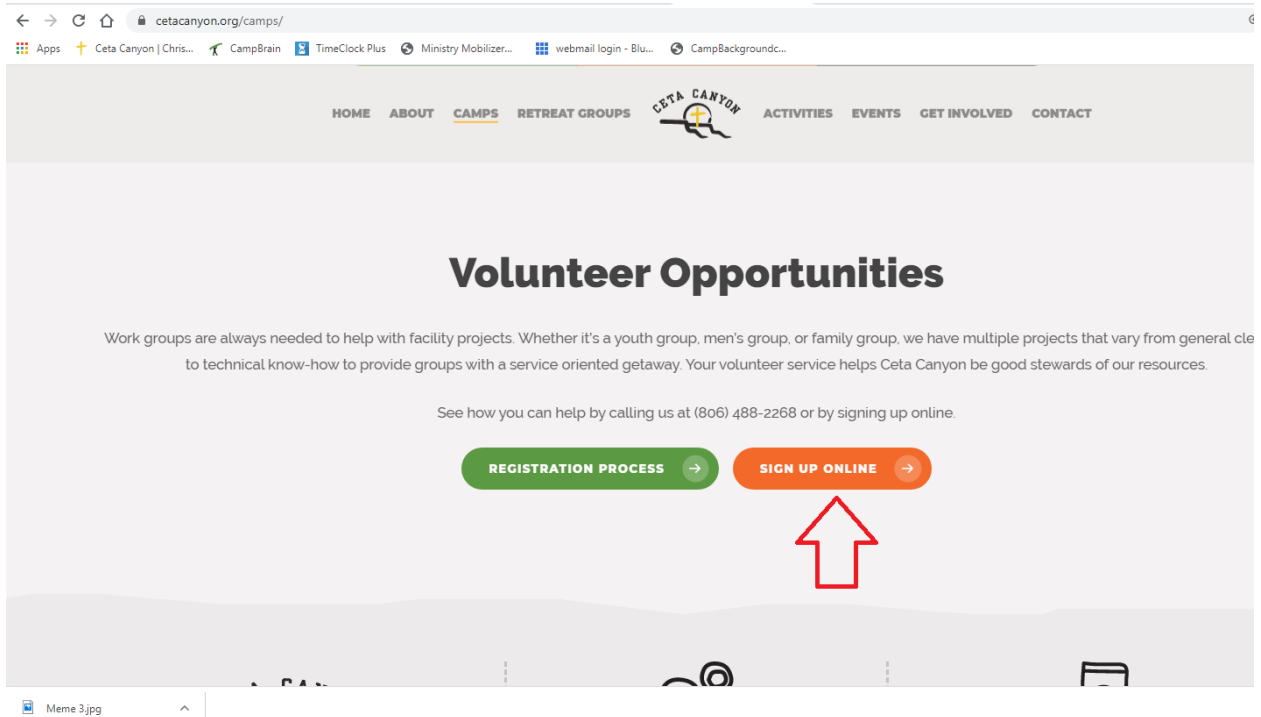 cetacanyon.org/camps/
Apps Ceta Canyon | Chris... CampBrain TimeClock Plus Ministry Mobilizer... webmail login - Blu... CampBackgroundc...
HOME ABOUT CAMPS RETREAT GROUPS CETA CANYON ACTIVITIES EVENTS GET INVOLVED CONTACT
Volunteer Opportunities
Work groups are always needed to help with facility projects. Whether it's a youth group, men's group, or family group, we have multiple projects that vary from general cle
to technical know-how to provide groups with a service oriented getaway. Your volunteer service helps Ceta Canyon be good stewards of our resources.
See how you can help by calling us at (806) 488-2268 or by signing up online.
REGISTRATION PROCESS SIGN UP ONLINE
Meme 3.jpg